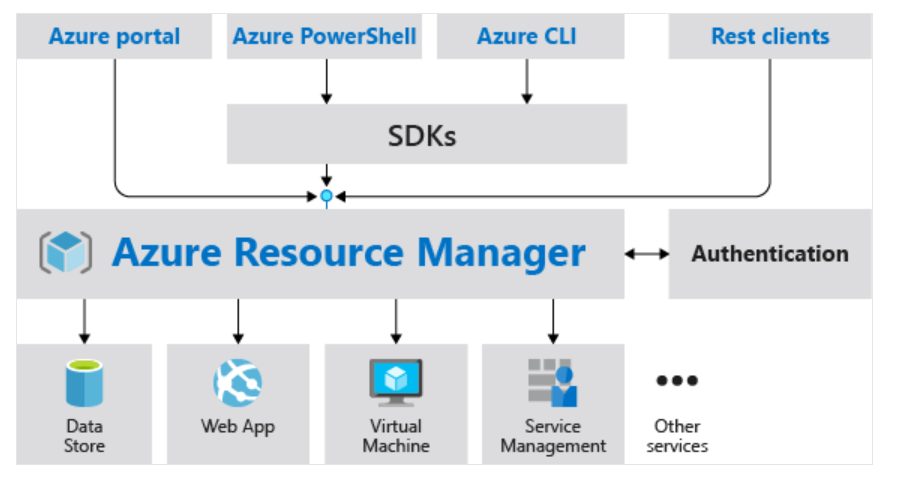 Azure portal
Azure PowerShell
Azure CLI
Rest clients
SDKs
Azure Resource Manager
Authentication
Data
Store
Web App
Virtual
Machine
Service
Management
Other
services